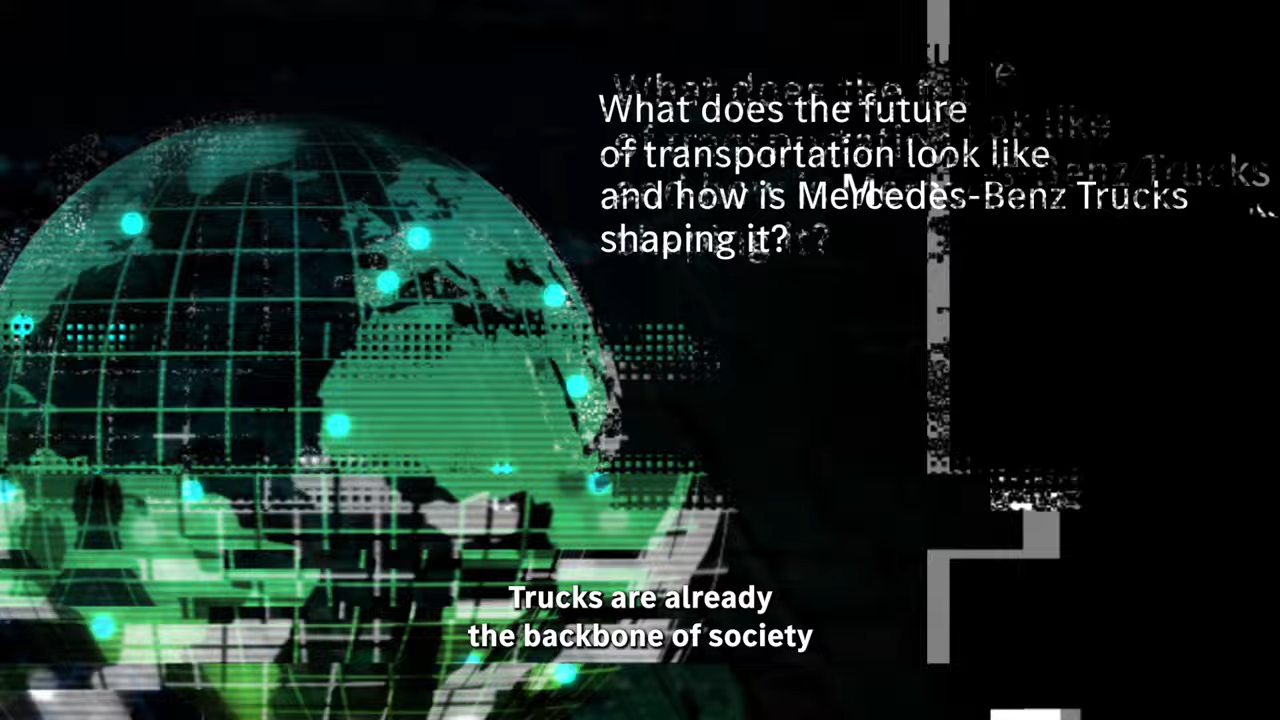 What does the future
of transportation look like
and how is Mercedes-Benz Trucks
shaping it?
Trucks are already
the backbone of society